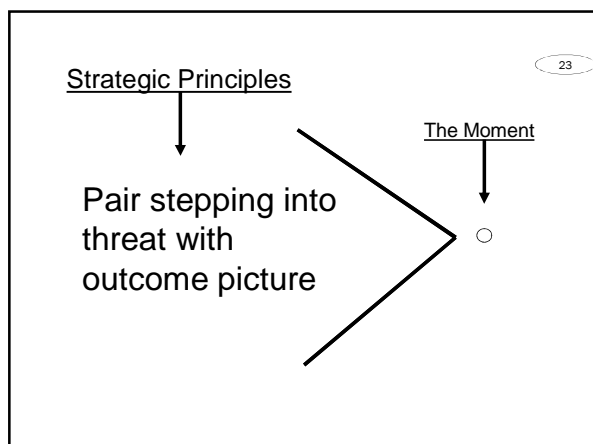 23
Strategic Principles
The Moment
Pair stepping into
threat with
outcome picture